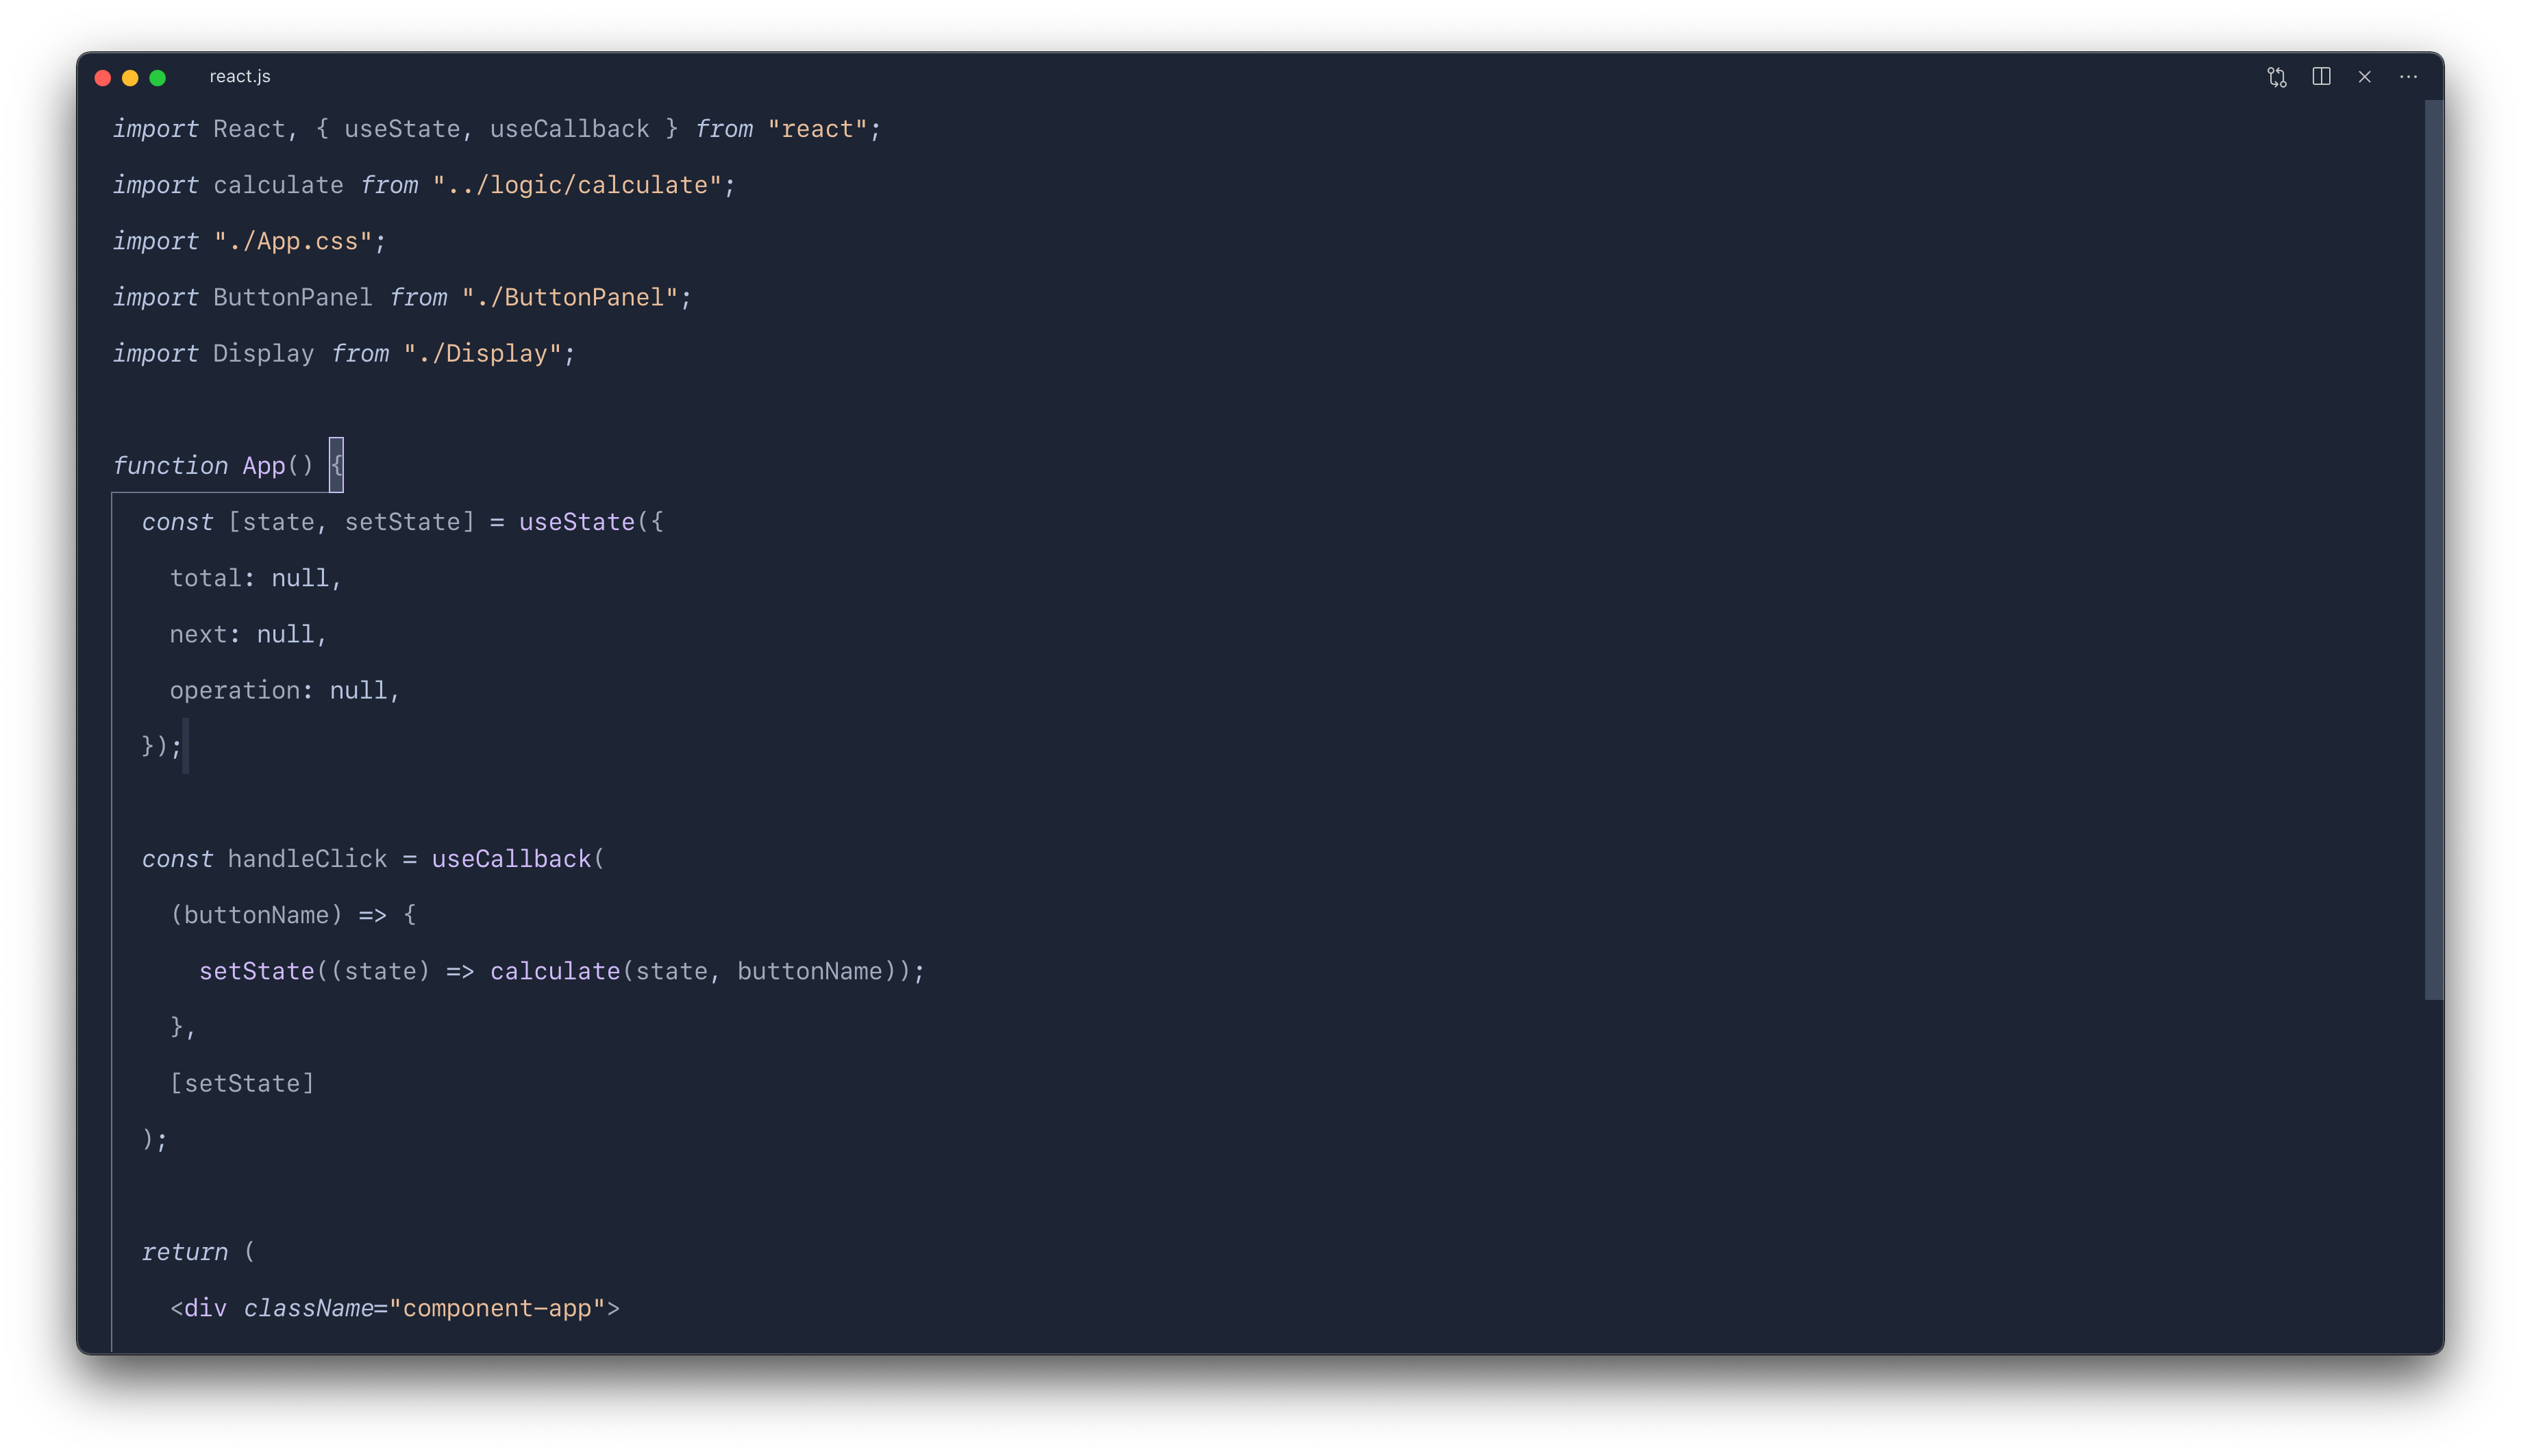 react.js
import React, { useState, useCallback } from "react";
import calculate from "../logic/calculate";
import "./App.css";
import ButtonPanel from "./ButtonPanel";
import Display from "./Display";
function App() {
  const [state, setState] = useState({
    total: null,
    next: null,
    operation: null,
  });
  const handleClick = useCallback(
    (buttonName) => {
      setState((state) => calculate(state, buttonName));
    },
    [setState]
  );
  return (
    <div className="component-app">